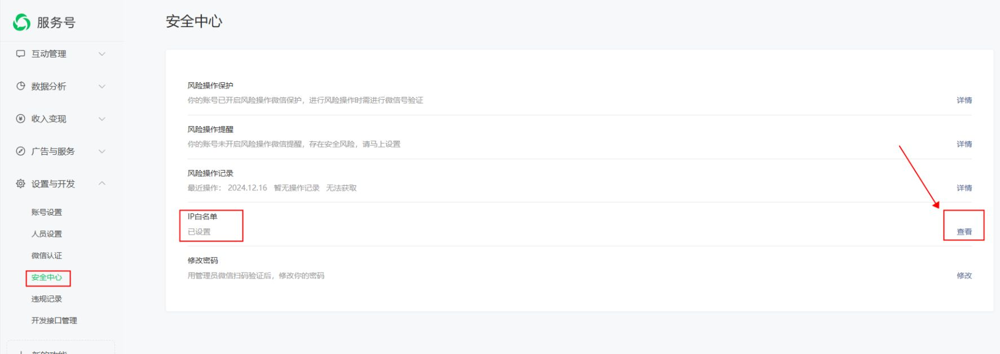 服务号
安全中心
互动管理
数据分析
收入变现
广告与服务
设置与开发
账号设置
人员设置
微信认证
安全中心
违规记录
开发接口管理
新的功能
风险操作保护
你的账号已开启风险操作微信保护，进行风险操作时需进行微信号验证
详情
风险操作提醒
你的账号未开启风险操作微信提醒，存在安全风险，请马上设置
详情
风险操作记录
最近操作： 2024.12.16 暂无操作记录 无法获取
详情
IP白名单
已设置
查看
修改密码
用管理员微信扫码验证后，修改你的密码
修改